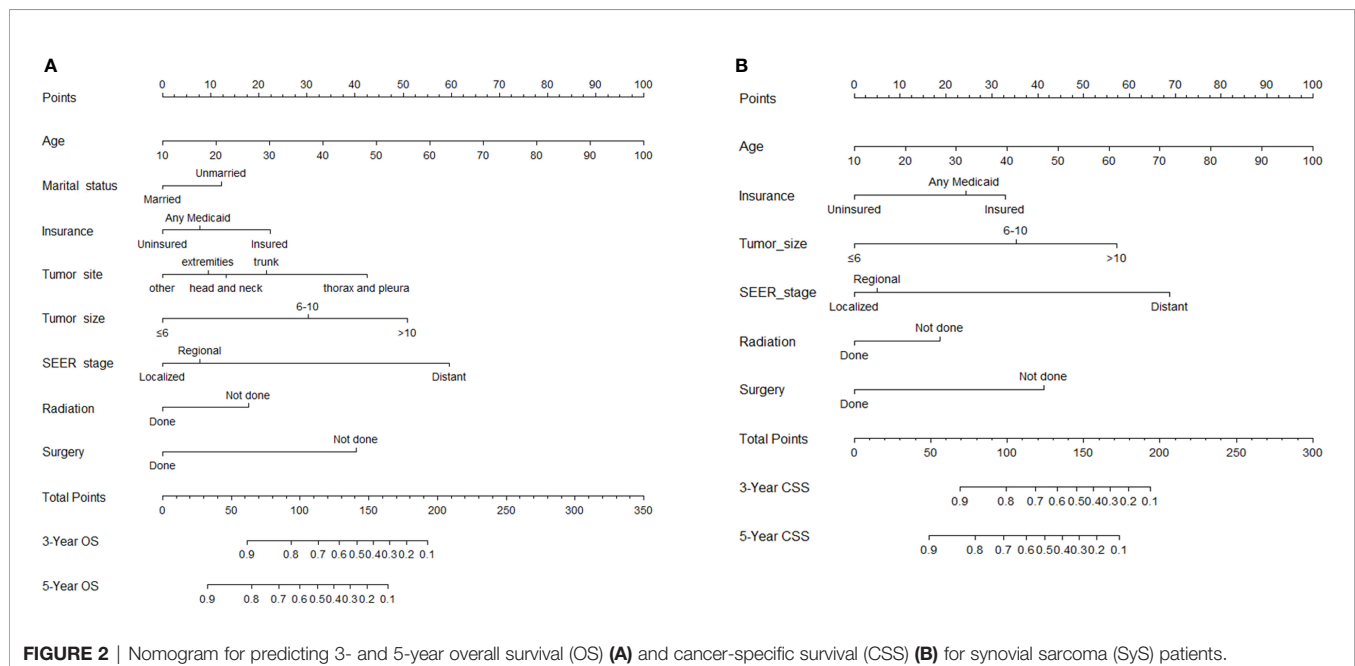 A
Points
0 10 20 30 40 50 60 70 80 90 100
Age
10 20 30 40 50 60 70 80 90 100
Unmarried
Marital status
Married
Any Medicaid
Insurance
Uninsured Insured
extremities trunk
Tumor site
other head and neck thorax and pleura
6-10
Tumor size
≤6 >10
Regional
SEER stage
Localized Distant
Not done
Radiation
Done
Not done
Surgery
Done
Total Points
0 50 100 150 200 250 300 350
3-Year OS
0.9 0.8 0.7 0.6 0.5 0.4 0.3 0.2 0.1
5-Year OS
0.9 0.8 0.7 0.6 0.5 0.4 0.3 0.2 0.1
B
Points
0 10 20 30 40 50 60 70 80 90 100
Age
10 20 30 40 50 60 70 80 90 100
Any Medicaid
Insurance
Uninsured Insured
6-10
Tumor_size
≤6 >10
Regional
SEER_stage
Localized Distant
Not done
Radiation
Done
Not done
Surgery
Done
Total Points
0 50 100 150 200 250 300
3-Year CSS
0.9 0.8 0.7 0.6 0.5 0.4 0.3 0.2 0.1
5-Year CSS
0.9 0.8 0.7 0.6 0.5 0.4 0.3 0.2 0.1
FIGURE 2 | Nomogram for predicting 3- and 5-year overall survival (OS) (A) and cancer-specific survival (CSS) (B) for synovial sarcoma (SyS) patients.